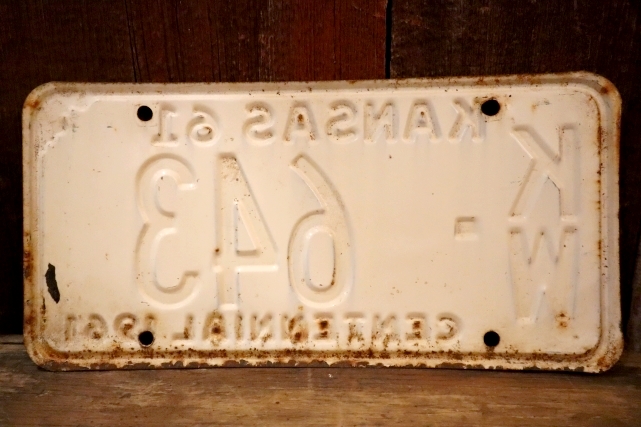 KANSAS 61
K
W - 643
CENTENNIAL 1961